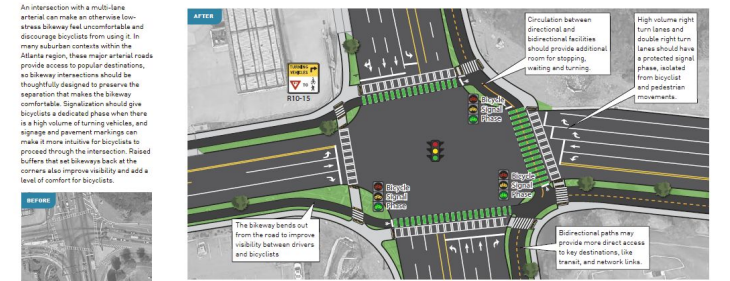 An intersection with a multi-lane
arterial can make an otherwise low-
stress bikeway feel uncomfortable and
discourage bicyclists from using it. In
many suburban contexts within the
Atlanta region, these major arterial roads
provide access to popular destinations,
so bikeway intersections should be
thoughtfully designed to preserve the
separation that makes the bikeway
comfortable. Signalization should give
bicyclists a dedicated phase when there
is a high volume of turning vehicles, and
signage and pavement markings can
make it more intuitive for bicyclists to
proceed through the intersection. Raised
buffers that set bikeways back at the
corners also improve visibility and add a
level of comfort for bicyclists.
BEFORE
AFTER
TURNING
VEHICLES
TO
R10-15
Circulation between
directional and
bidirectional facilities
should provide additional
room for stopping,
waiting and turning.
High volume right
turn lanes and
double right turn
lanes should have
a protected signal
phase, isolated
from bicyclist
and pedestrian
movements.
Bicycle
Signal
Phase
Bicycle
Signal
Phase
Bicycle
Signal
Phase
The bikeway bends out
from the road to improve
visibility between drivers
and bicyclists
Bidirectional paths may
provide more direct access
to key destinations, like
transit, and network links.